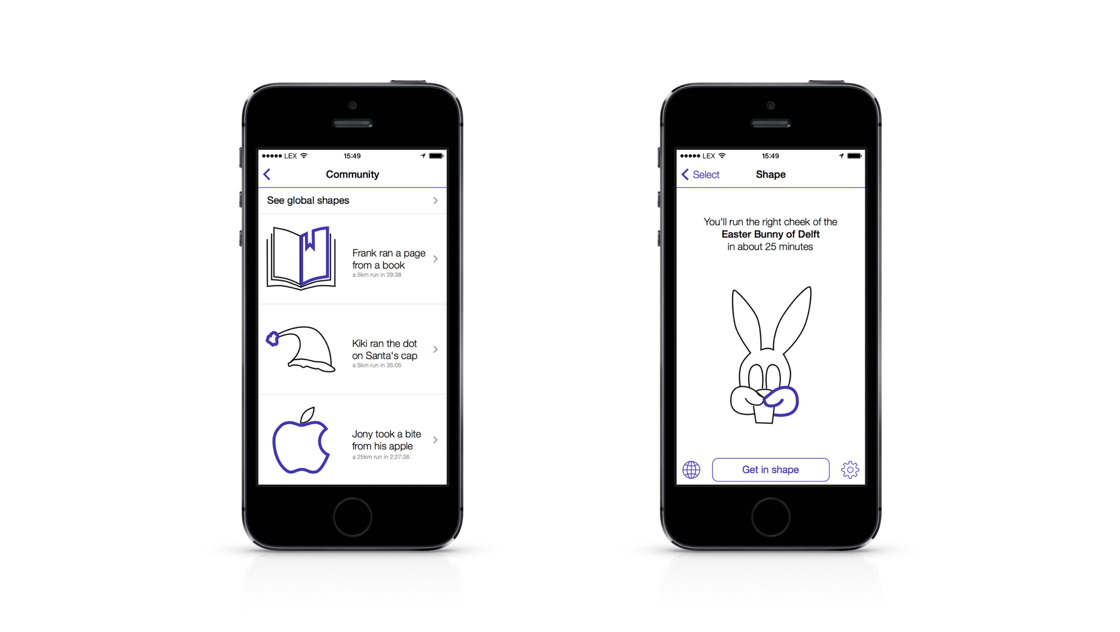 LEX 15:49
Community
See global shapes
Frank ran a page
from a book
a 5km run in 29:38
Kiki ran the dot
on Santa's cap
a 5km run in 35:05
Jony took a bite
from his apple
a 25km run in 2:27:36
LEX 15:49
Select Shape
You'll run the right cheek of the
Easter Bunny of Delft
in about 25 minutes
Get in shape